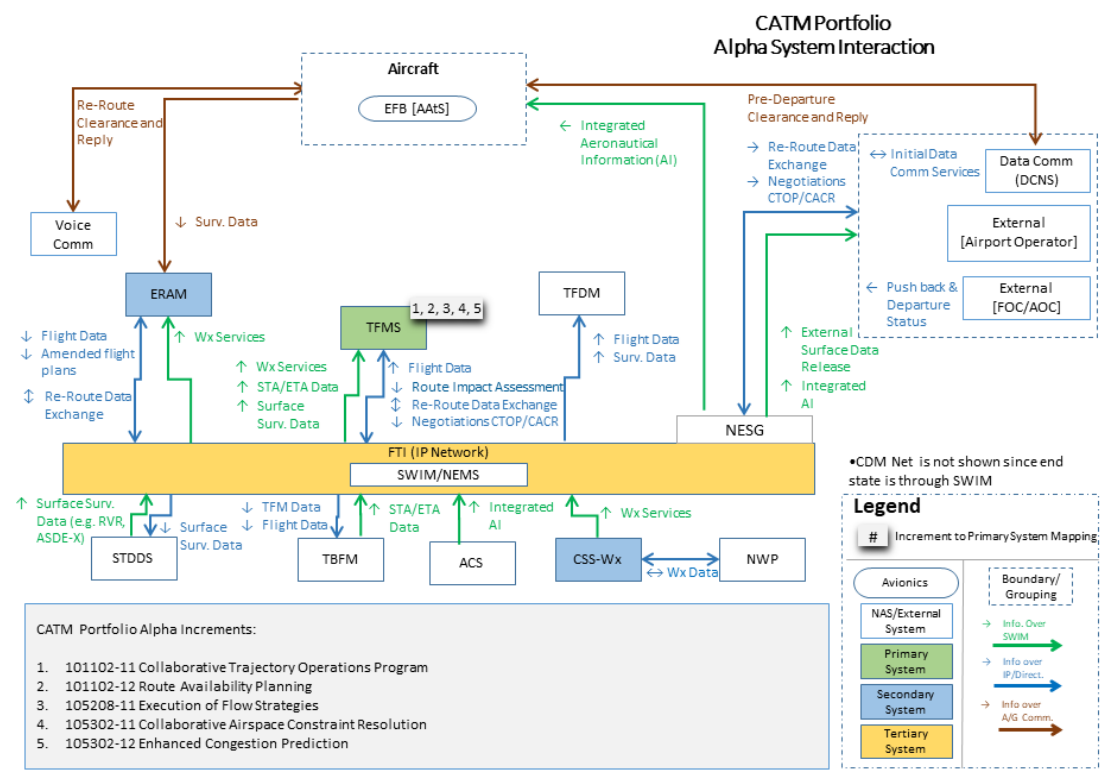 CATM Portfolio
Alpha System Interaction
Aircraft
EFB [AAtS]
Re-Route
Clearance and
Reply
Pre-Departure
Clearance and Reply
← Integrated
Aeronautical
Information (AI)
→ Re-Route Data
Exchange
→ Negotiations
CTOP/CACR
↔ Initial Data
Comm Services
Data Comm
(DCNS)
External
[Airport Operator]
← Push back &
Departure
Status
External
[FOC/AOC]
Voice
Comm
↓ Surv. Data
ERAM
TFMS
1, 2, 3, 4, 5
TFDM
↓ Flight Data
↓ Amended flight
plans
↕ Re-Route Data
Exchange
↑ Wx Services
↑ Wx Services
↑ STA/ETA Data
↑ Surface
Surv. Data
↑ Flight Data
↓ Route Impact Assessment
↕ Re-Route Data Exchange
↓ Negotiations CTOP/CACR
↑ Flight Data
↑ Surv. Data
↑ External
Surface Data
Release
↑ Integrated
AI
NESG
FTI (IP Network)
SWIM/NEMS
↑ Surface Surv.
Data (e.g. RVR,
ASDE-X)
↓ Surface
Surv. Data
↓ TFM Data
↓ Flight Data
↑ STA/ETA
Data
↑ Integrated
AI
↑ Wx Services
↔ Wx Data
STDDS
TBFM
ACS
CSS-Wx
NWP
•CDM Net is not shown since end
state is through SWIM
Legend
# Increment to Primary System Mapping
Avionics
NAS/External
System
Primary
System
Secondary
System
Tertiary
System
Boundary/
Grouping
→ Info. Over
SWIM
→ Info over
IP/Direct.
→ Info over
A/G Comm.
CATM Portfolio Alpha Increments:
1. 101102-11 Collaborative Trajectory Operations Program
2. 101102-12 Route Availability Planning
3. 105208-11 Execution of Flow Strategies
4. 105302-11 Collaborative Airspace Constraint Resolution
5. 105302-12 Enhanced Congestion Prediction